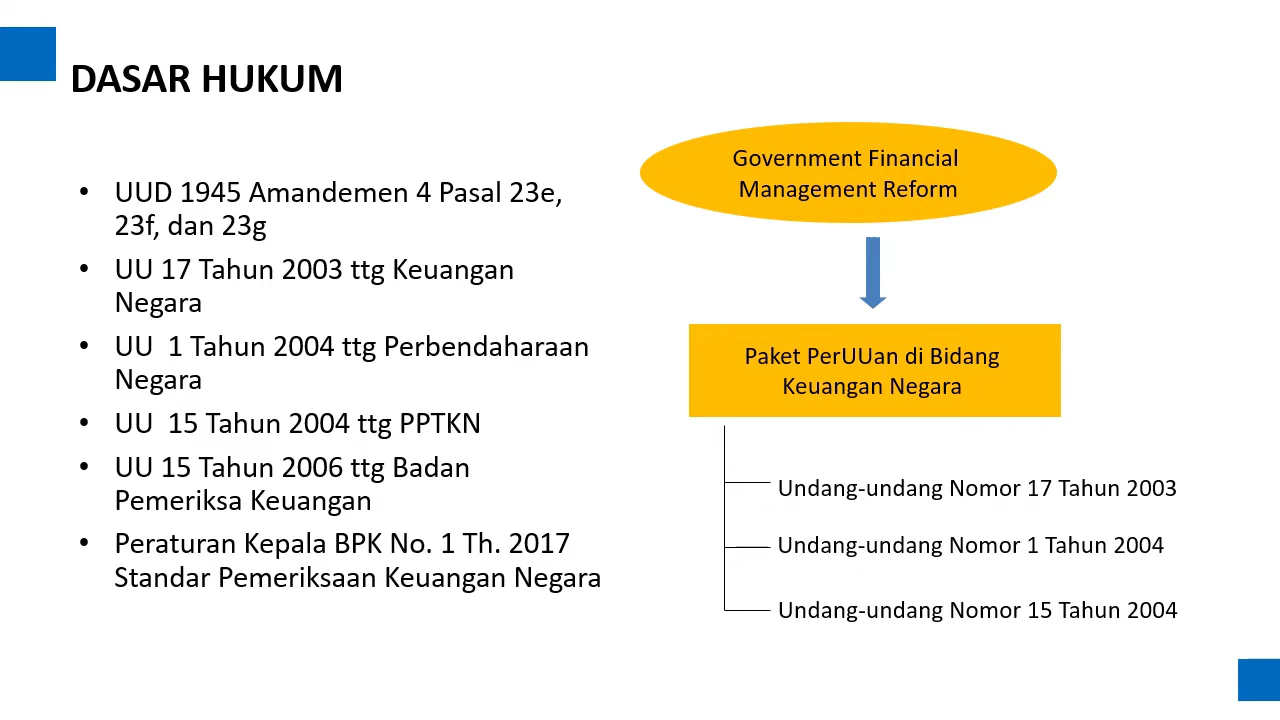 DASAR HUKUM
• UUD 1945 Amandemen 4 Pasal 23e,
23f, dan 23g
• UU 17 Tahun 2003 ttg Keuangan
Negara
• UU  1 Tahun 2004 ttg Perbendaharaan
Negara
• UU  15 Tahun 2004 ttg PPTKN
• UU 15 Tahun 2006 ttg Badan
Pemeriksa Keuangan
• Peraturan Kepala BPK No. 1 Th. 2017
Standar Pemeriksaan Keuangan Negara
Government Financial
Management Reform
Paket PerUUan di Bidang
Keuangan Negara
Undang-undang Nomor 17 Tahun 2003
Undang-undang Nomor 1 Tahun 2004
Undang-undang Nomor 15 Tahun 2004